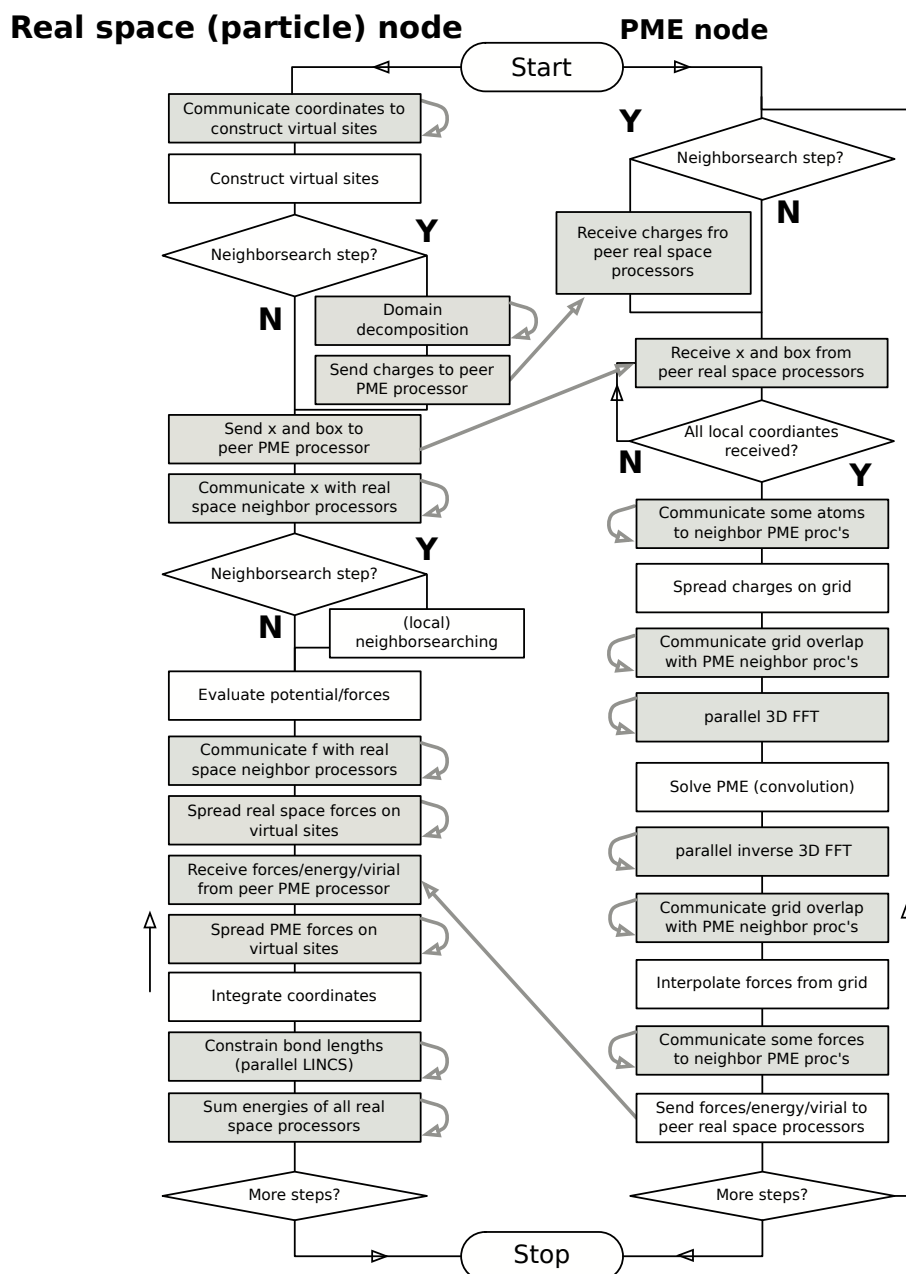 Real space (particle) node
PME node
Start
Communicate coordinates to
construct virtual sites
Construct virtual sites
Neighborsearch step?
Y
N
Domain
decomposition
Send charges to peer
PME processor
Send x and box to
peer PME processor
Communicate x with real
space neighbor processors
Neighborsearch step?
Y
N
(local)
neighborsearching
Evaluate potential/forces
Communicate f with real
space neighbor processors
Spread real space forces on
virtual sites
Receive forces/energy/virial
from peer PME processor
Spread PME forces on
virtual sites
Integrate coordinates
Constrain bond lengths
(parallel LINCS)
Sum energies of all real
space processors
More steps?
Y
Neighborsearch step?
N
Receive charges fro
peer real space
processors
Receive x and box from
peer real space processors
All local coordiantes
received?
N
Y
Communicate some atoms
to neighbor PME proc's
Spread charges on grid
Communicate grid overlap
with PME neighbor proc's
parallel 3D FFT
Solve PME (convolution)
parallel inverse 3D FFT
Communicate grid overlap
with PME neighbor proc's
Interpolate forces from grid
Communicate some forces
to neighbor PME proc's
Send forces/energy/virial to
peer real space processors
More steps?
Stop